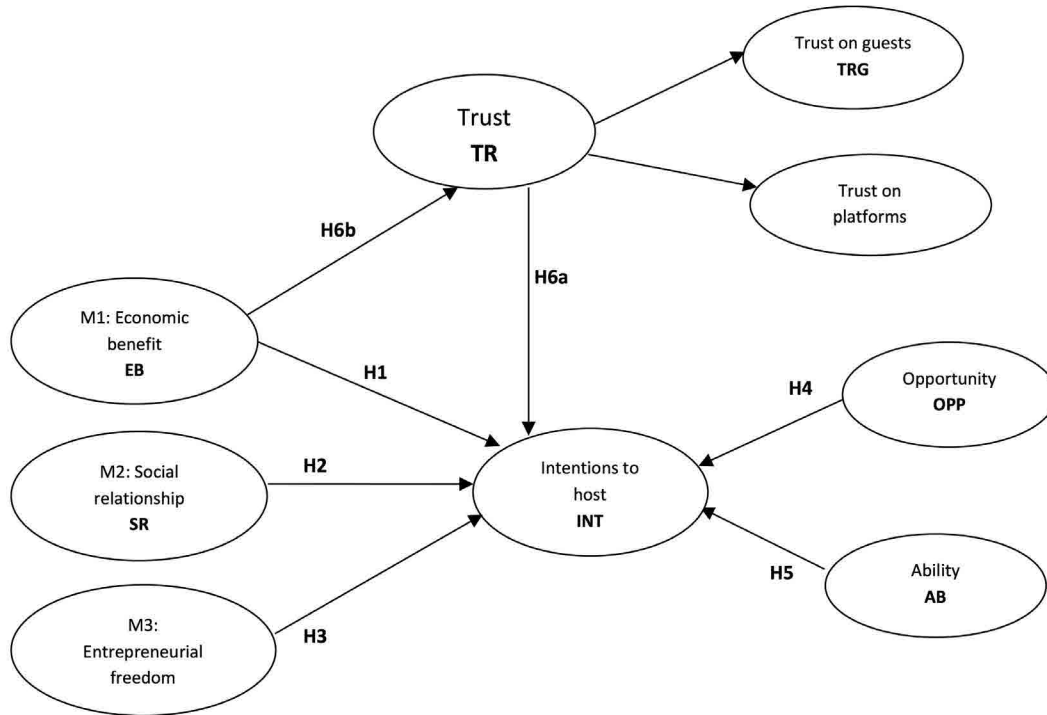 Trust on guests
TRG
Trust
TR
Trust on
platforms
H6b
H6a
M1: Economic
benefit
EB
H1
Opportunity
OPP
H4
M2: Social
relationship
SR
H2
Intentions to
host
INT
H5
Ability
AB
M3:
Entrepreneurial
freedom
H3